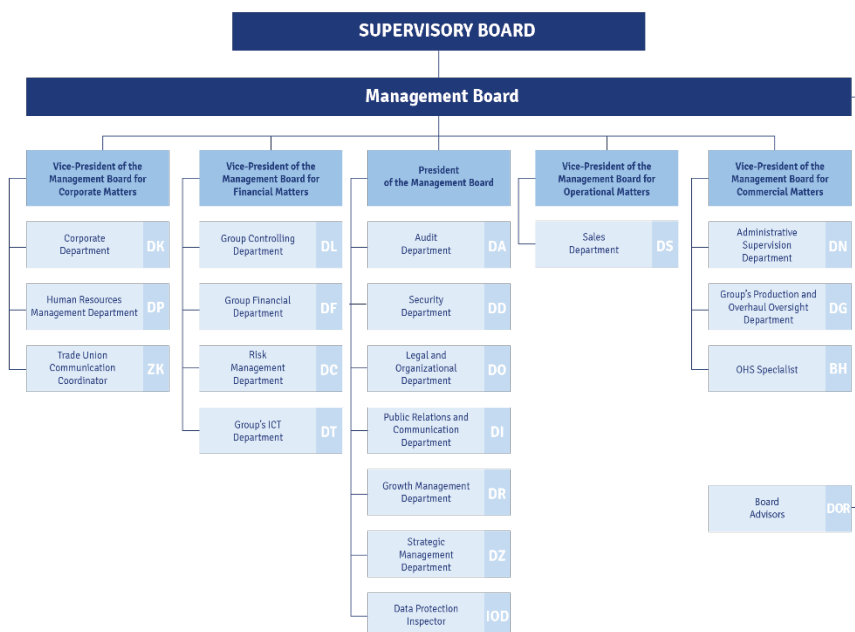 SUPERVISORY BOARD
Management Board
Vice-President of the
Management Board for
Corporate Matters
Corporate
Department
DK
Human Resources
Management Department
DP
Trade Union
Communication
Coordinator
ZK
Vice-President of the
Management Board for
Financial Matters
Group Controlling
Department
DL
Group Financial
Department
DF
Risk
Management
Department
DC
Group's ICT
Department
DT
President
of the Management Board
Audit
Department
DA
Security
Department
DD
Legal and
Organizational
Department
DO
Public Relations and
Communication
Department
DI
Growth Management
Department
DR
Strategic
Management
Department
DZ
Data Protection
Inspector
IOD
Vice-President of the
Management Board for
Operational Matters
Sales
Department
DS
Vice-President of the
Management Board for
Commercial Matters
Administrative
Supervision
Department
DN
Group's Production and
Overhaul Oversight
Department
DG
OHS Specialist
BH
Board
Advisors
DOR